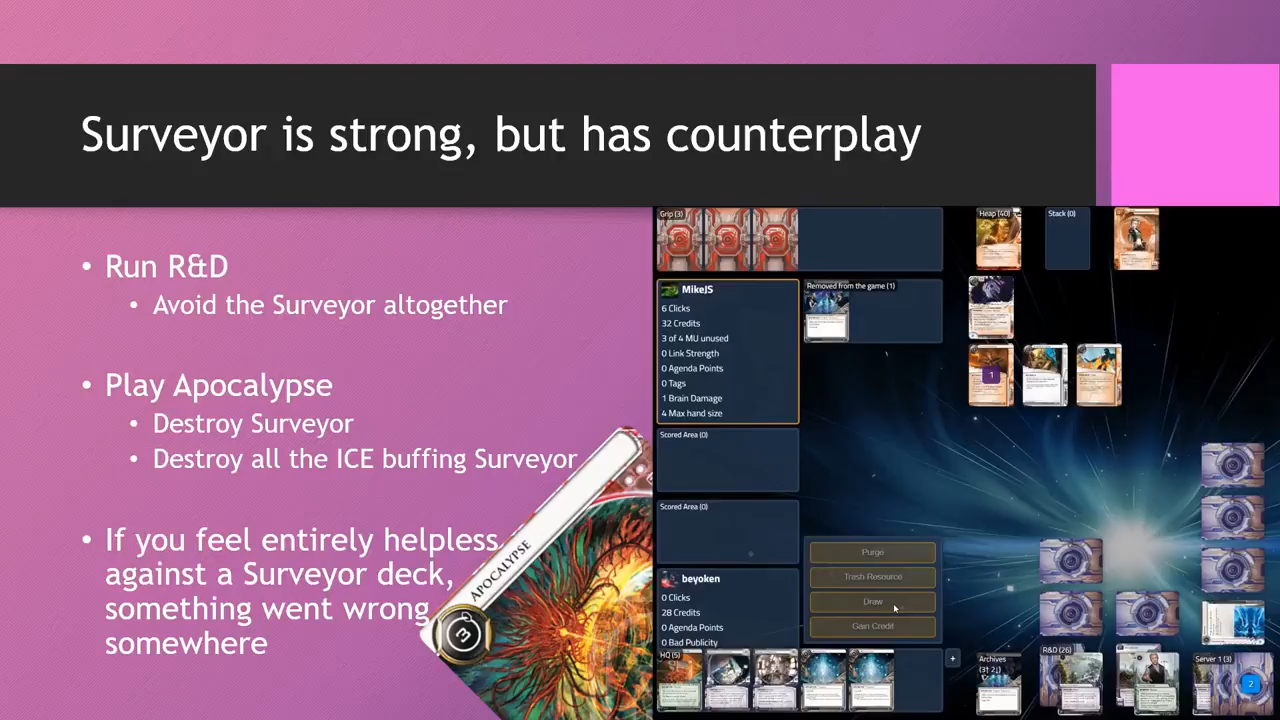 Surveyor is strong, but has counterplay
• Run R&D
• Avoid the Surveyor altogether
• Play Apocalypse
• Destroy Surveyor
• Destroy all the ICE buffing Surveyor
• If you feel entirely helpless
against a Surveyor deck,
something went wrong
somewhere
APOCALYPSE
3
Grip (3)
Heap (40)
Stack (0)
MikeJS
6 Clicks
32 Credits
3 of 4 MU unused
0 Link Strength
0 Agenda Points
0 Tags
1 Brain Damage
4 Max hand size
Removed from the game (1)
1
Scored Area (0)
Scored Area (0)
beyoken
0 Clicks
28 Credits
0 Agenda Points
0 Bad Publicity
Purge
Trash Resource
Draw
Gain Credit
HQ (5)
+
Archives
(3↑ 2↓)
R&D (26)
Server 1 (3)
2